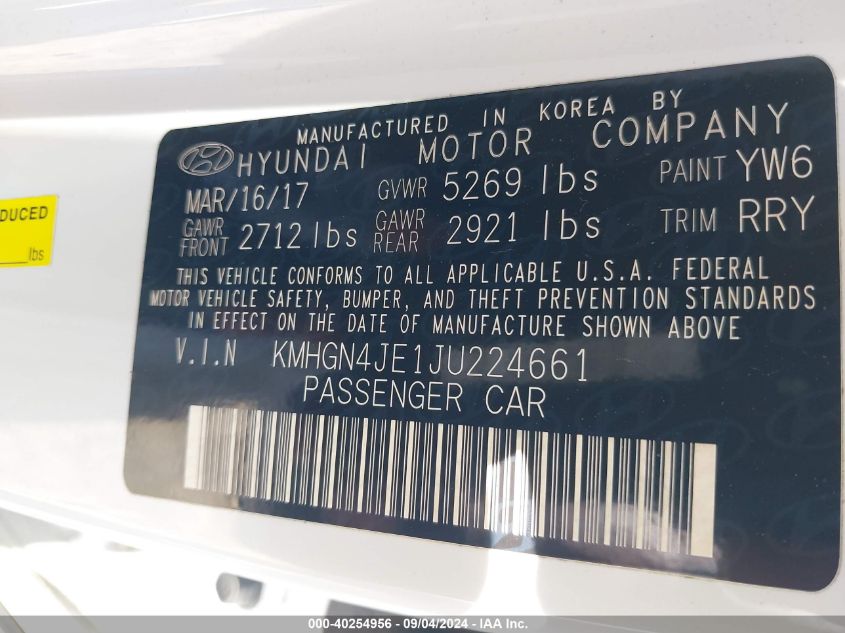 MANUFACTURED IN KOREA BY
HYUNDAI MOTOR COMPANY
MAR/16/17 GVWR 5269 lbs PAINT YW6
GAWR FRONT 2712 lbs GAWR REAR 2921 lbs TRIM RRY
THIS VEHICLE CONFORMS TO ALL APPLICABLE U.S.A. FEDERAL
MOTOR VEHICLE SAFETY, BUMPER, AND THEFT PREVENTION STANDARDS
IN EFFECT ON THE DATE OF MANUFACTURE SHOWN ABOVE
V.I.N KMHGN4JE1JU224661
PASSENGER CAR
DUCED
lbs
000-40254956 - 09/04/2024 - IAA Inc.